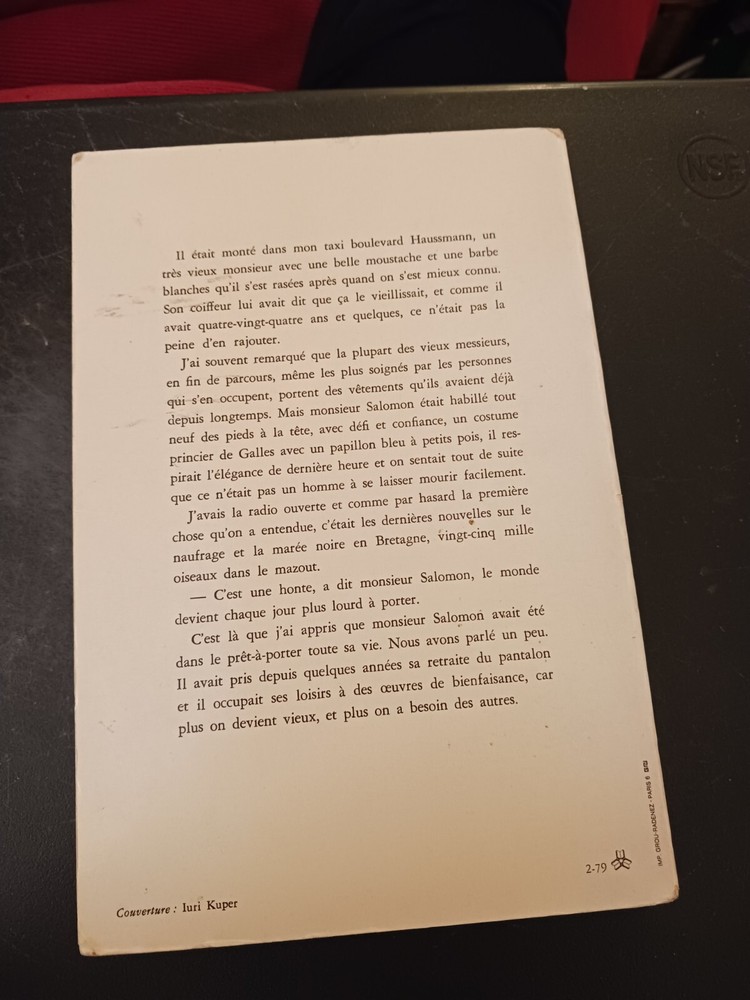 NSF
Il était monté dans mon taxi boulevard Haussmann, un
très vieux monsieur avec une belle moustache et une barbe
blanches qu'il s'est rasées après quand on s'est mieux connu.
Son coiffeur lui avait dit que ça le vieillissait, et comme il
avait quatre-vingt-quatre ans et quelques, ce n'était pas la
peine d'en rajouter.
J'ai souvent remarqué que la plupart des vieux messieurs,
en fin de parcours, même les plus soignés par les personnes
qui s'en occupent, portent des vêtements qu'ils avaient déjà
depuis longtemps. Mais monsieur Salomon était habillé tout
neuf des pieds à la tête, avec défi et confiance, un costume
princier de Galles avec un papillon bleu à petits pois, il res-
pirait l'élégance de dernière heure et on sentait tout de suite
que ce n'était pas un homme à se laisser mourir facilement.
J'avais la radio ouverte et comme par hasard la première
chose qu'on a entendue, c'était les dernières nouvelles sur le
naufrage et la marée noire en Bretagne, vingt-cinq mille
oiseaux dans le mazout.
— C'est une honte, a dit monsieur Salomon, le monde
devient chaque jour plus lourd à porter.
C'est là que j'ai appris que monsieur Salomon avait été
dans le prêt-à-porter toute sa vie. Nous avons parlé un peu.
Il avait pris depuis quelques années sa retraite du pantalon
et il occupait ses loisirs à des œuvres de bienfaisance, car
plus on devient vieux, et plus on a besoin des autres.
Couverture : Iuri Kuper
2-79
IMP. GROU-RADENEZ - PARIS 6